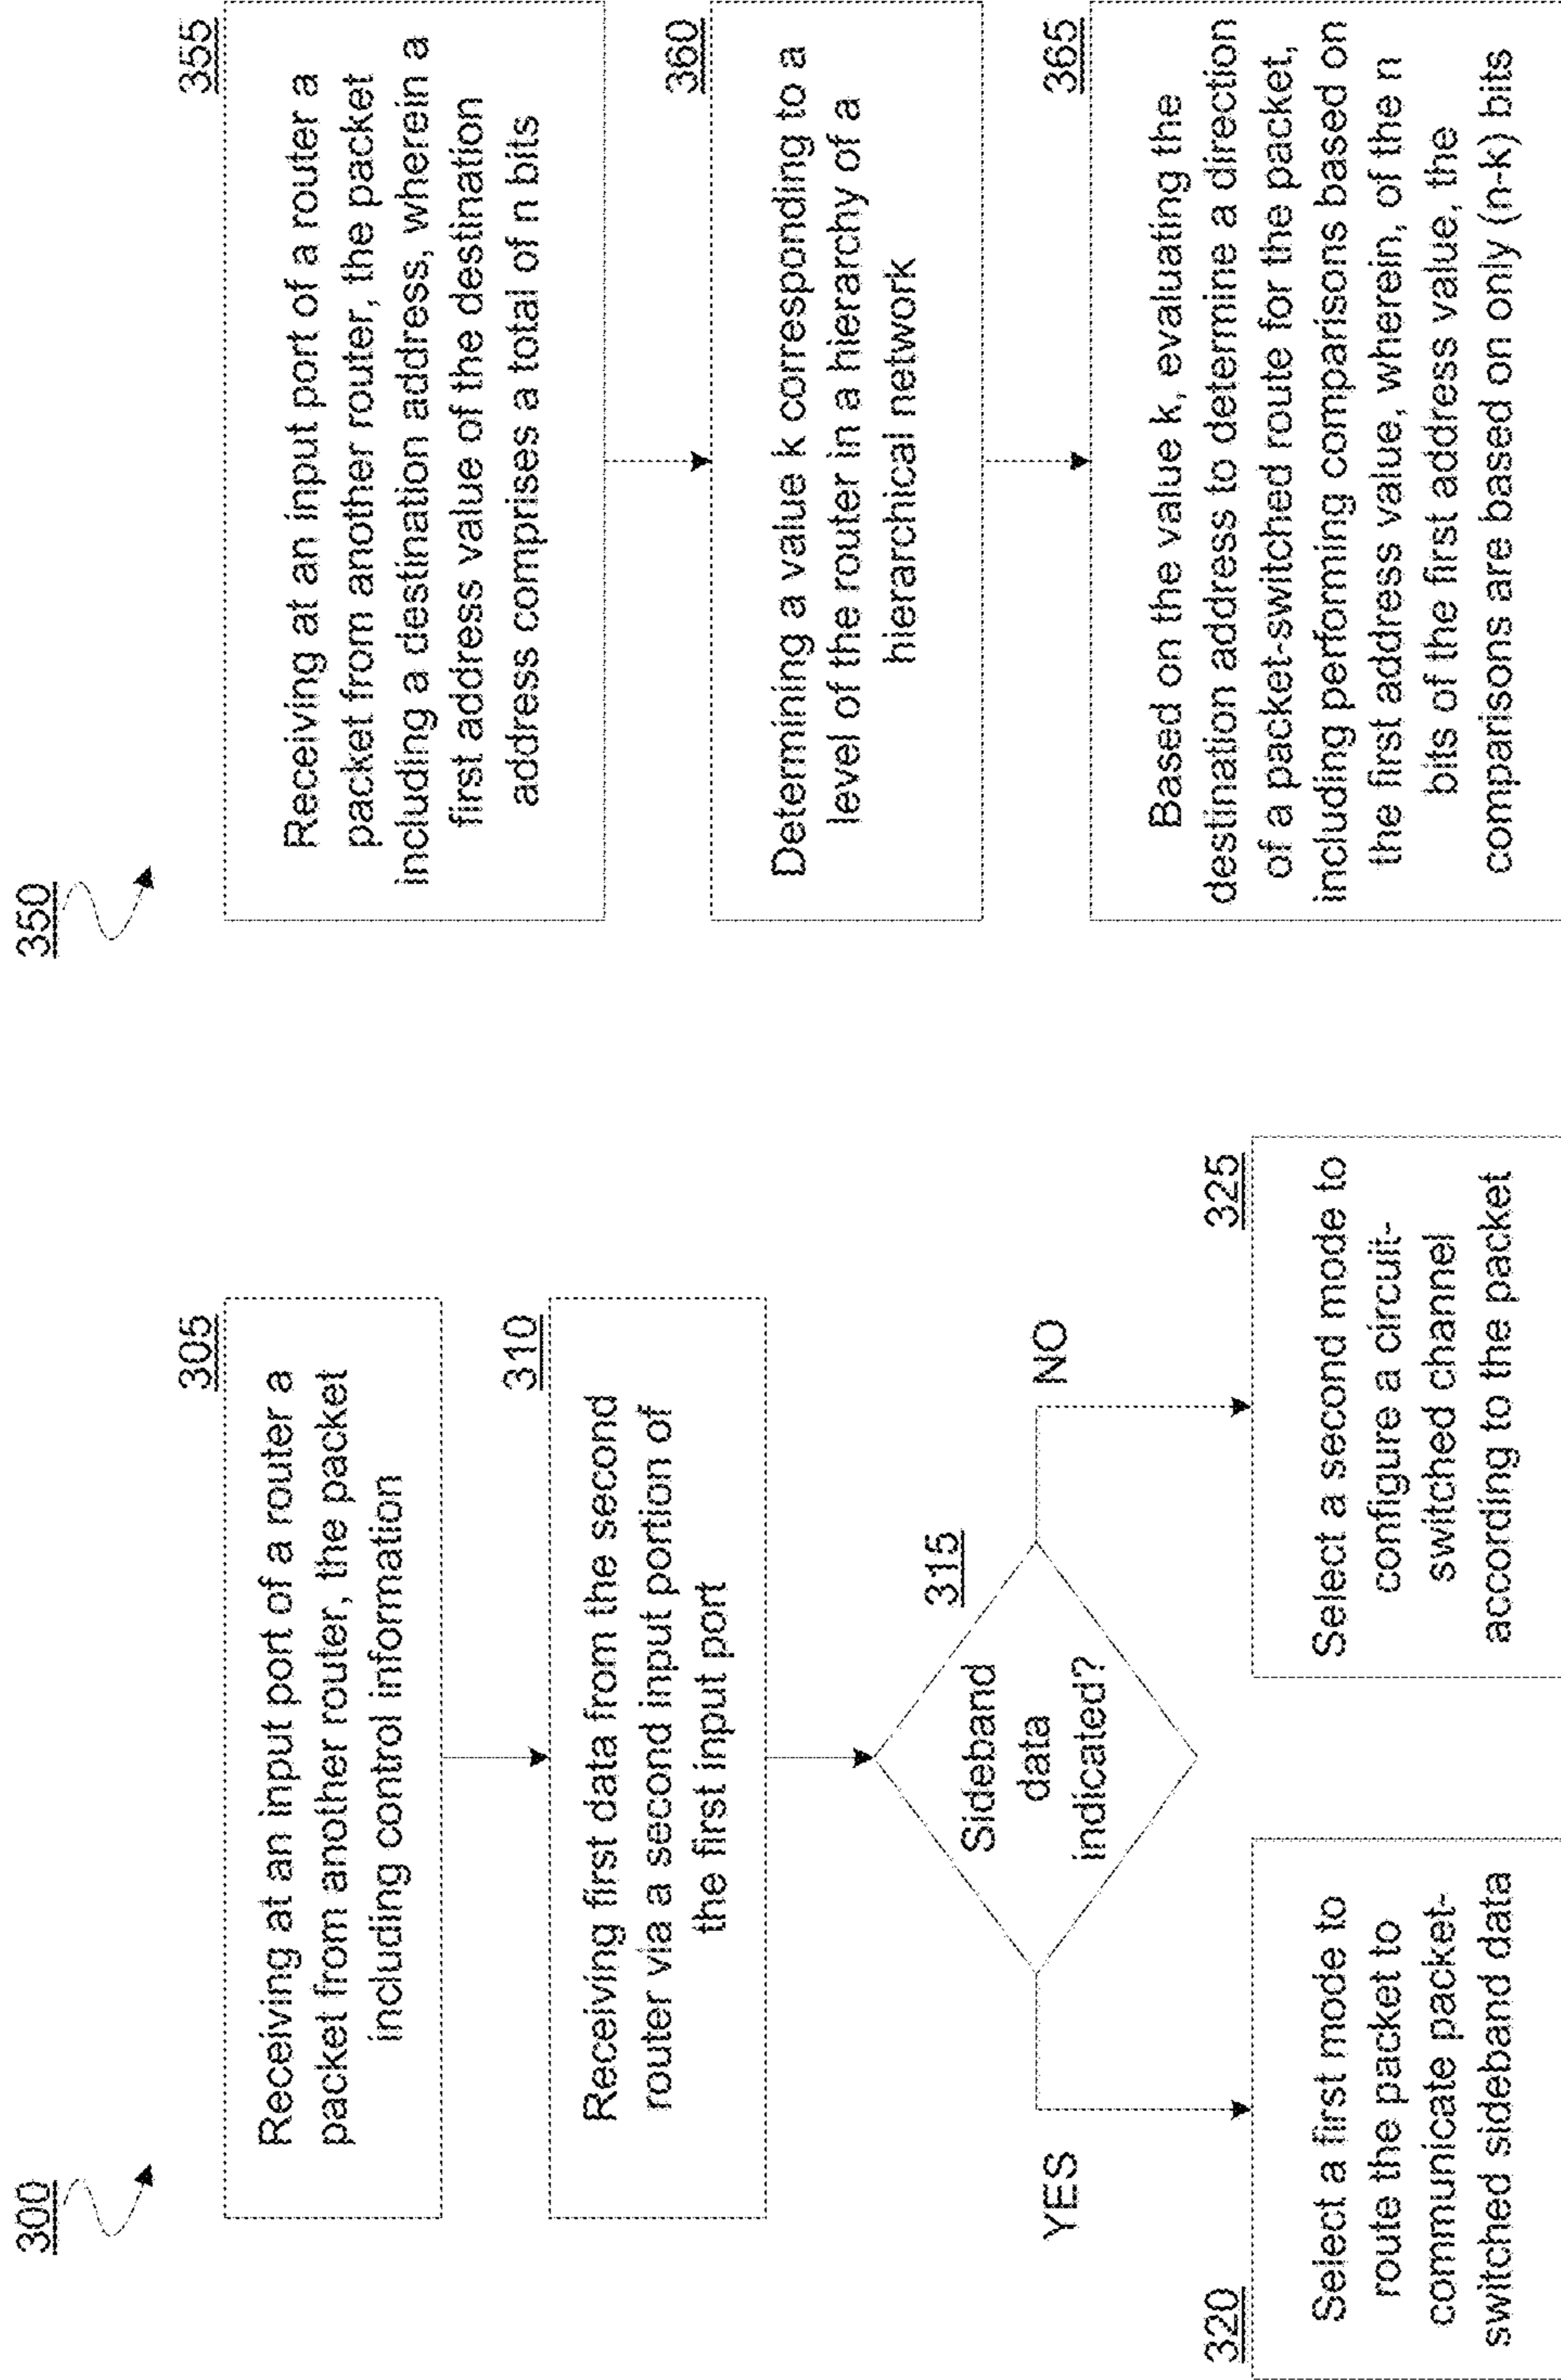 300
305
Receiving at an input port of a router a
packet from another router, the packet
including control information
310
Receiving first data from the second
router via a second input portion of
the first input port
315
Sideband
data
indicated?
YES
NO
320
Select a first mode to
route the packet to
communicate packet-
switched sideband data
325
Select a second mode to
configure a circuit-
switched channel
according to the packet
350
355
Receiving at an input port of a router a
packet from another router, the packet
including a destination address, wherein a
first address value of the destination
address comprises a total of n bits
360
Determining a value k corresponding to a
level of the router in a hierarchy of a
hierarchical network
365
Based on the value k, evaluating the
destination address to determine a direction
of a packet-switched route for the packet,
including performing comparisons based on
the first address value, wherein, of the n
bits of the first address value, the
comparisons are based on only (n-k) bits